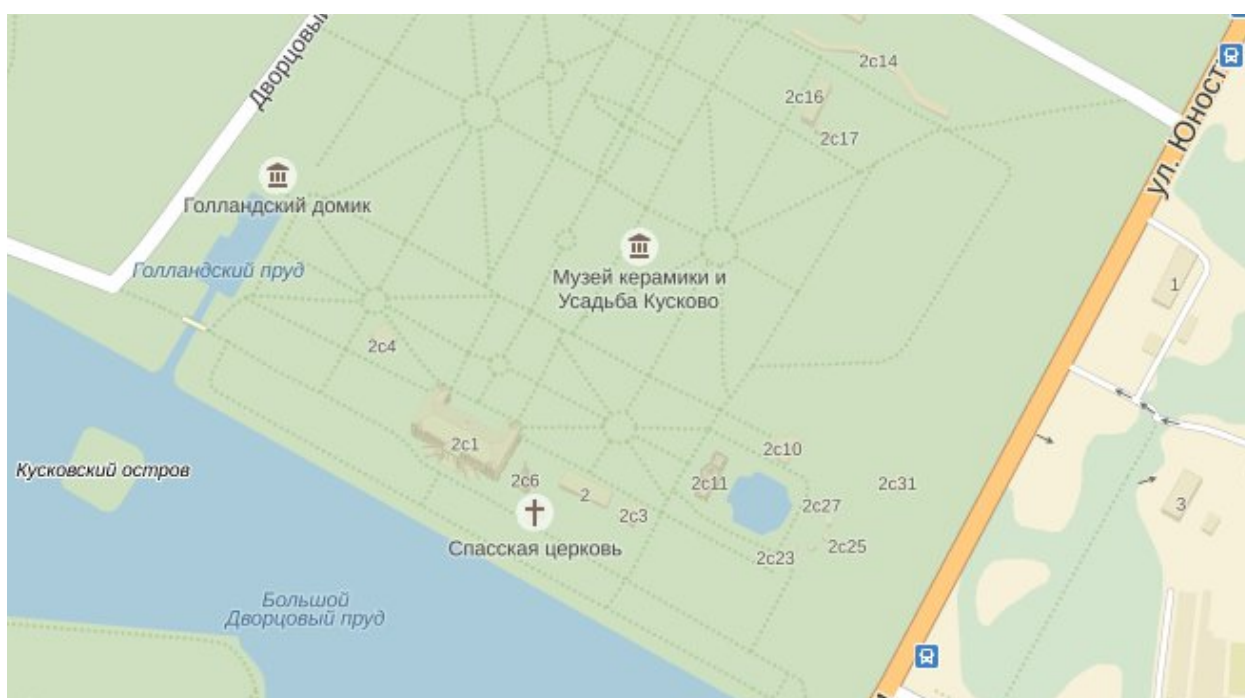 Дворцовый
2с14
2с16
2с17
ул. Юности
Голландский домик
Голландский пруд
Музей керамики и
Усадьба Кусково
1
2с4
2с1
2с10
Кусковский остров
2с6
2
2с11
2с31
2с3
2с27
3
Спасская церковь
2с23
2с25
Большой
Дворцовый пруд